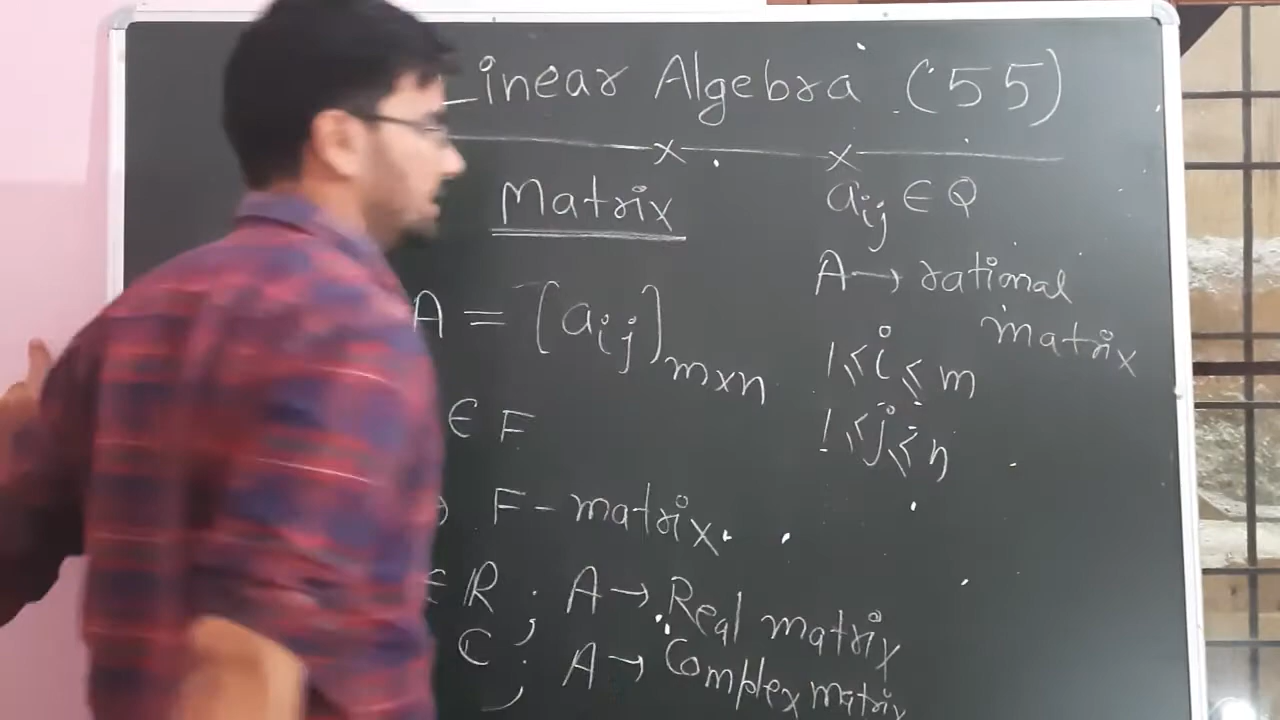 Linear Algebra (55)
Matrix
A = [aij]m×n
∈ F
F - matrix.
∈ R ; A → Real matrix
C ; A → Complex matrix
aij ∈ Q
A → rational
matrix
1 ≤ i ≤ m
1 ≤ j ≤ n